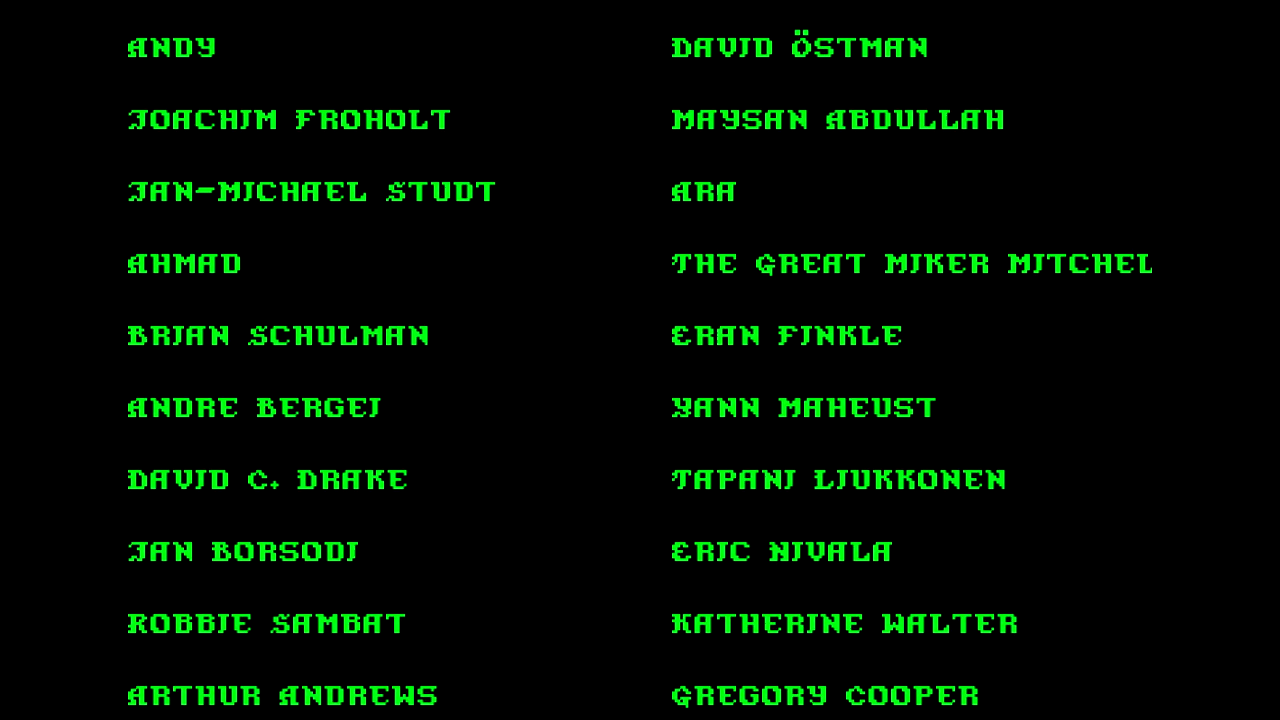 ANDY
DAVID ÖSTMAN
JOACHIM FROHOLT
MAYSAN ABDULLAH
JAN-MICHAEL STUDT
ARA
AHMAD
THE GREAT MIKER MITCHEL
BRIAN SCHULMAN
ERAN FINKLE
ANDRE BERGEI
YANN MAHEUST
DAVID C. DRAKE
TAPANI LIUKKONEN
JAN BORSODI
ERIC NIVALA
ROBBIE SAMBAT
KATHERINE WALTER
ARTHUR ANDREWS
GREGORY COOPER